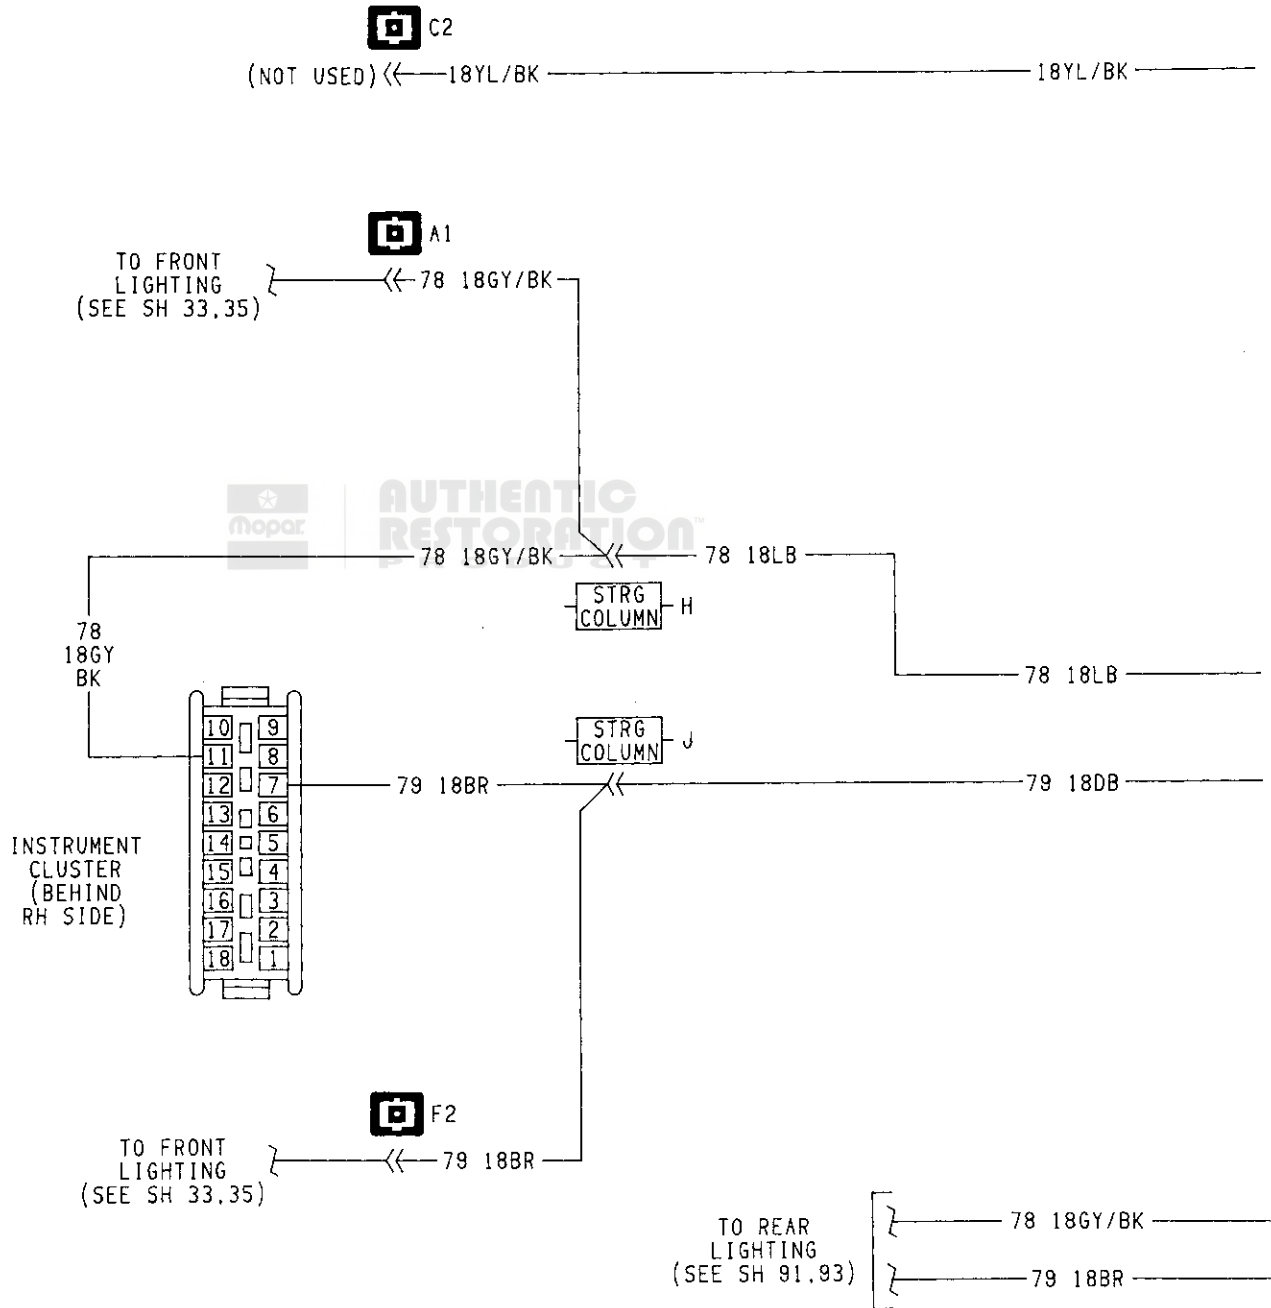 C2
(NOT USED) 18YL/BK 18YL/BK
A1
TO FRONT
LIGHTING
(SEE SH 33,35)
78 18GY/BK
Mopar
AUTHENTIC
RESTORATION™
PRODUCT
78 18GY/BK 78 18LB
STRG
COLUMN
H
78
18GY
BK
78 18LB
STRG
COLUMN
J
10 9
11 8
12 7
13 6
14 5
15 4
16 3
17 2
18 1
79 18BR 79 18DB
INSTRUMENT
CLUSTER
(BEHIND
RH SIDE)
F2
TO FRONT
LIGHTING
(SEE SH 33,35)
79 18BR
TO REAR
LIGHTING
(SEE SH 91,93)
78 18GY/BK
79 18BR